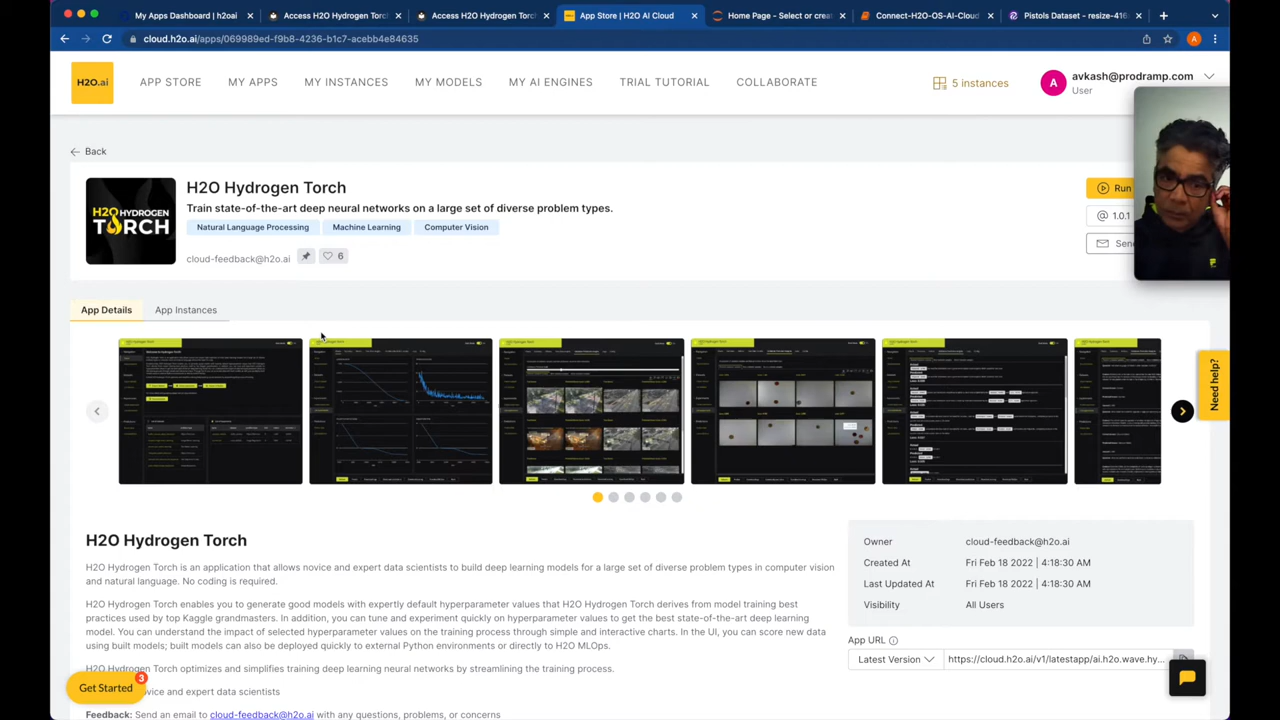 My Apps Dashboard | h2oai
Access H2O Hydrogen Torch
Access H2O Hydrogen Torch
App Store | H2O AI Cloud
Home Page - Select or crea
Connect-H2O-OS-AI-Cloud
Pistols Dataset - resize-416
cloud.h2o.ai/apps/069989ed-f9b8-4236-b1c7-acebb4e84635
A
H2O.ai
APP STORE
MY APPS
MY INSTANCES
MY MODELS
MY AI ENGINES
TRIAL TUTORIAL
COLLABORATE
5 instances
A
avkash@prodramp.com
User
Back
H2O HYDROGEN
TORCH
H2O Hydrogen Torch
Train state-of-the-art deep neural networks on a large set of diverse problem types.
Natural Language Processing
Machine Learning
Computer Vision
cloud-feedback@h2o.ai
6
Run
1.0.1
Sen
App Details
App Instances
Need help?
H2O Hydrogen Torch
H2O Hydrogen Torch is an application that allows novice and expert data scientists to build deep learning models for a large set of diverse problem types in computer vision
and natural language. No coding is required.
H2O Hydrogen Torch enables you to generate good models with expertly default hyperparameter values that H2O Hydrogen Torch derives from model training best
practices used by top Kaggle grandmasters. In addition, you can tune and experiment quickly on hyperparameter values to get the best state-of-the-art deep learning
model. You can understand the impact of selected hyperparameter values on the training process through simple and interactive charts. In the UI, you can score new data
using built models; built models can also be deployed quickly to external Python environments or directly to H2O MLOps.
H2O Hydrogen Torch optimizes and simplifies training deep learning neural networks by streamlining the training process.
novice and expert data scientists
Feedback: Send an email to cloud-feedback@h2o.ai with any questions, problems, or concerns
Owner
cloud-feedback@h2o.ai
Created At
Fri Feb 18 2022 | 4:18:30 AM
Last Updated At
Fri Feb 18 2022 | 4:18:30 AM
Visibility
All Users
App URL
Latest Version
https://cloud.h2o.ai/v1/latestapp/ai.h2o.wave.hy...
Get Started
3